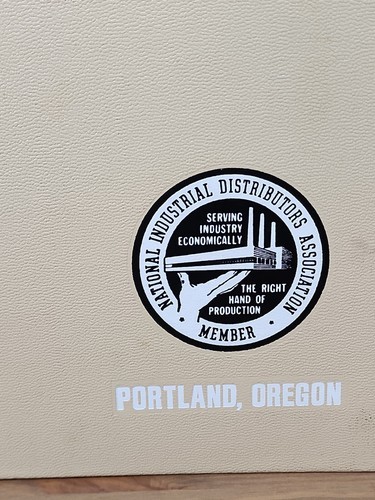 NATIONAL INDUSTRIAL DISTRIBUTORS ASSOCIATION
SERVING
INDUSTRY
ECONOMICALLY
THE RIGHT
HAND OF
PRODUCTION
• MEMBER •
PORTLAND, OREGON